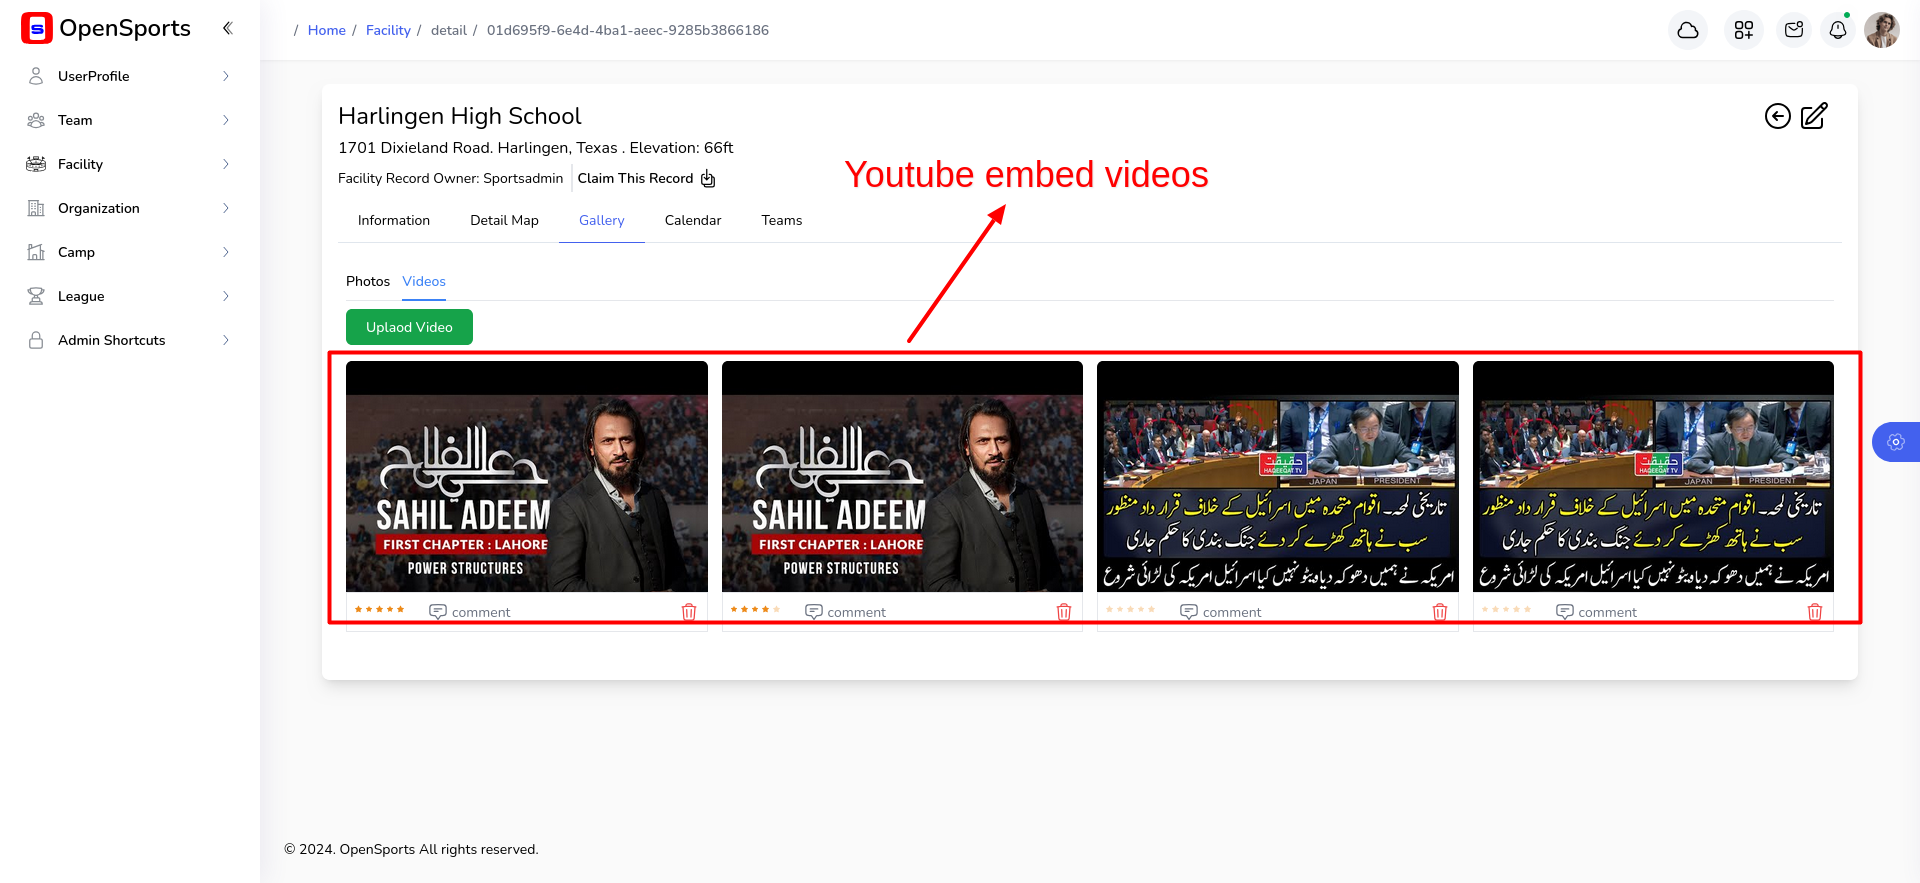 S OpenSports
/ Home / Facility / detail / 01d695f9-6e4d-4ba1-aeec-9285b3866186
UserProfile
Team
Facility
Organization
Camp
League
Admin Shortcuts
Harlingen High School
1701 Dixieland Road. Harlingen, Texas . Elevation: 66ft
Facility Record Owner: Sportsadmin Claim This Record
Youtube embed videos
Information Detail Map Gallery Calendar Teams
Photos Videos
Uplaod Video
حی علی الفلاح
SAHIL ADEEM
FIRST CHAPTER : LAHORE
POWER STRUCTURES
comment
حی علی الفلاح
SAHIL ADEEM
FIRST CHAPTER : LAHORE
POWER STRUCTURES
comment
حقیقت
HAQEEQAT TV
JAPAN PRESIDENT
تاریخی لمحہ۔ اقوام متحدہ میں اسرائیل کے خلاف قرار داد منظور
سب نے ہاتھ کھڑے کر دئے جنگ بندی کا حکم جاری
امریکہ نے ہمیں دھوکہ دیا ویٹو نہیں کیا اسرائیل امریکہ کی لڑائی شروع
comment
حقیقت
HAQEEQAT TV
JAPAN PRESIDENT
تاریخی لمحہ۔ اقوام متحدہ میں اسرائیل کے خلاف قرار داد منظور
سب نے ہاتھ کھڑے کر دئے جنگ بندی کا حکم جاری
امریکہ نے ہمیں دھوکہ دیا ویٹو نہیں کیا اسرائیل امریکہ کی لڑائی شروع
comment
© 2024. OpenSports All rights reserved.